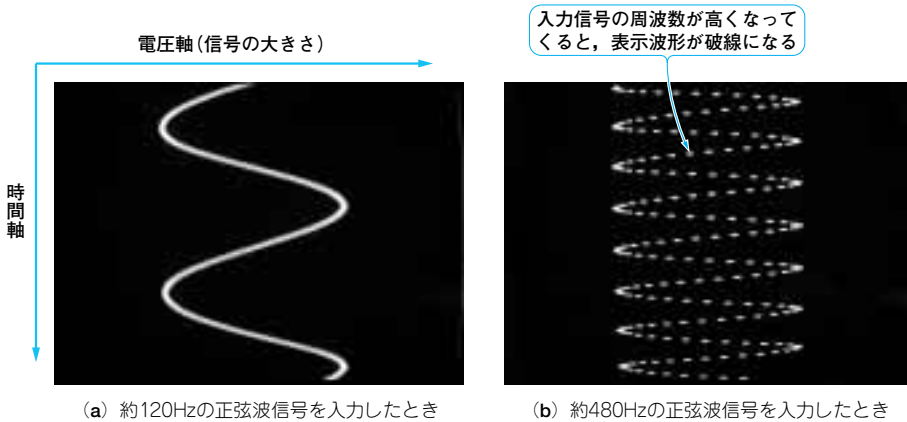 電圧軸(信号の大きさ)
入力信号の周波数が高くなって
くると，表示波形が破線になる
時間軸
(a) 約120Hzの正弦波信号を入力したとき
(b) 約480Hzの正弦波信号を入力したとき